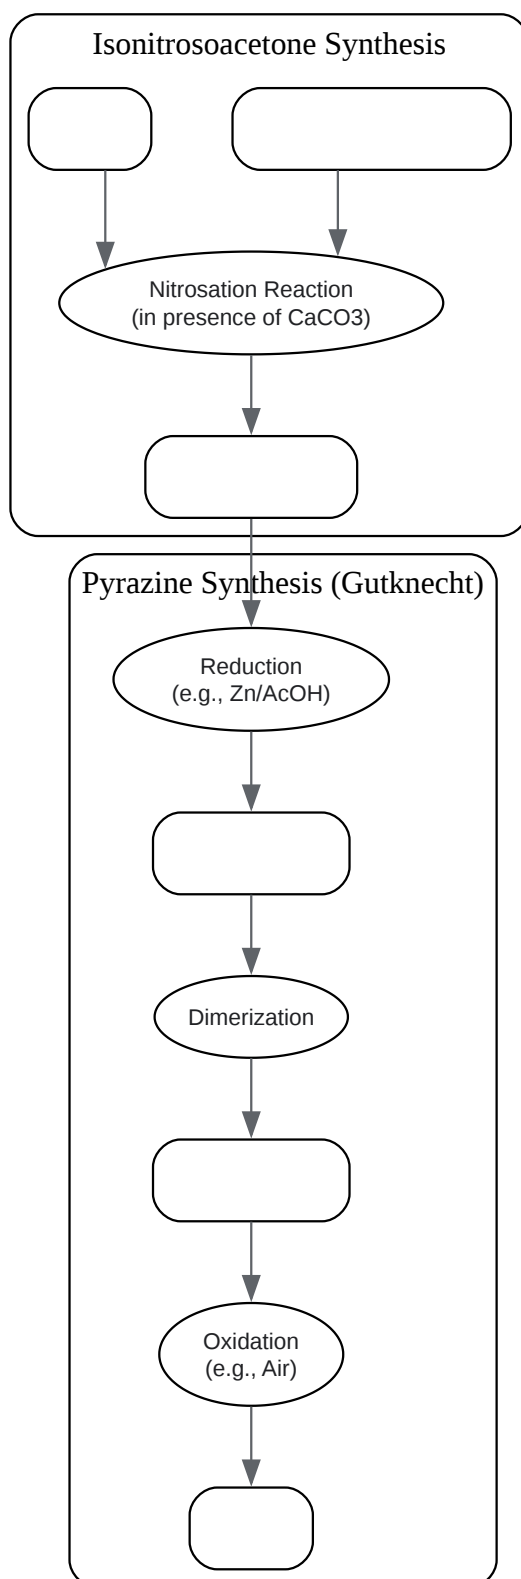 Isonitrosoacetone Synthesis
Nitrosation Reaction
(in presence of CaCO3)
Pyrazine Synthesis (Gutknecht)
Reduction
(e.g., Zn/AcOH)
Dimerization
Oxidation
(e.g., Air)